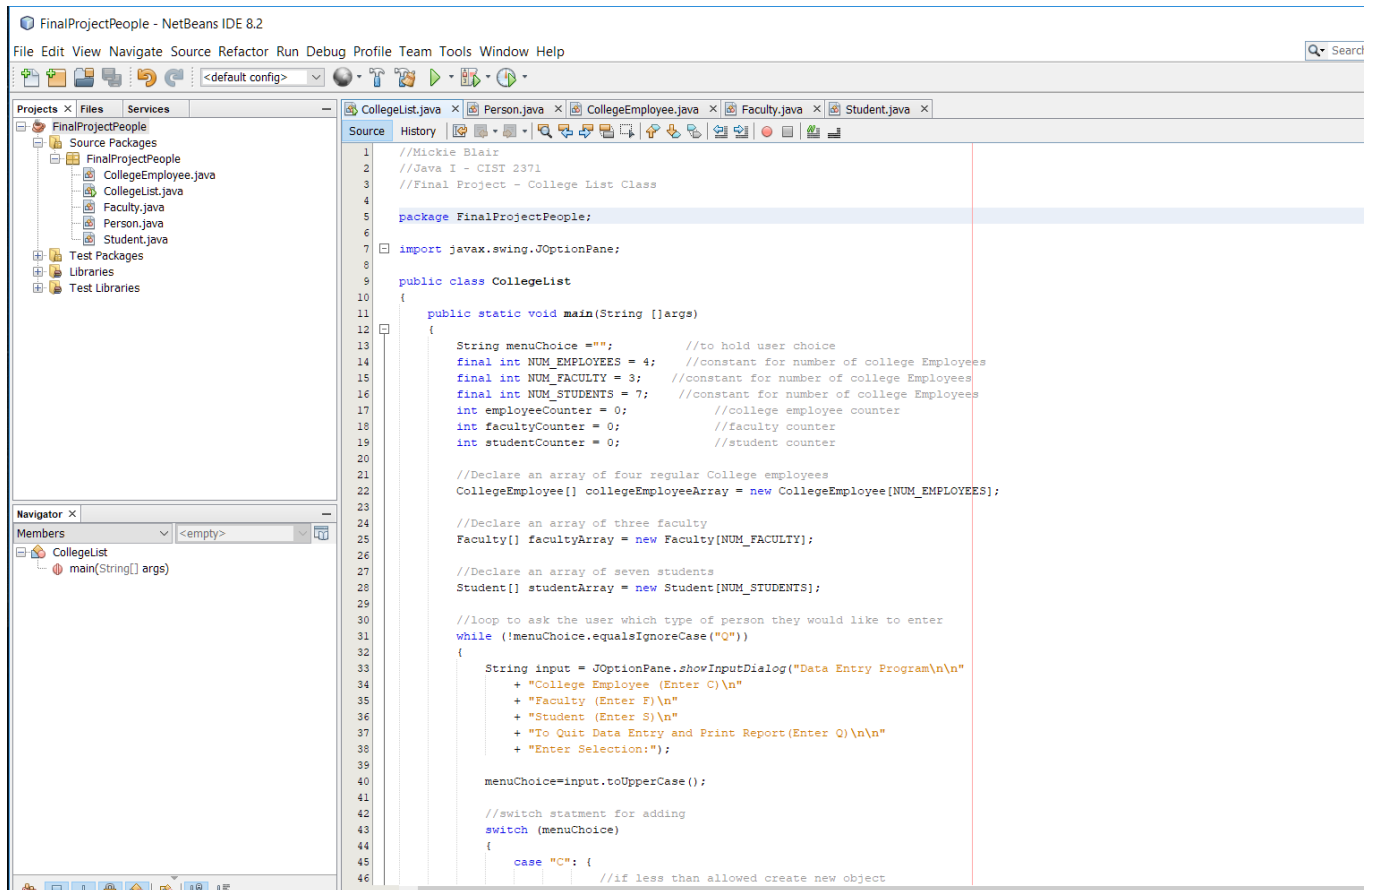 FinalProjectPeople - NetBeans IDE 8.2
File Edit View Navigate Source Refactor Run Debug Profile Team Tools Window Help
Search
<default config>
Projects Files Services
FinalProjectPeople
Source Packages
FinalProjectPeople
CollegeEmployee.java
CollegeList.java
Faculty.java
Person.java
Student.java
Test Packages
Libraries
Test Libraries
Navigator
Members <empty>
CollegeList
main(String[] args)
CollegeList.java Person.java CollegeEmployee.java Faculty.java Student.java
Source History
1 //Mickie Blair
2 //Java I - CIST 2371
3 //Final Project - College List Class
4
5 package FinalProjectPeople;
6
7 import javax.swing.JOptionPane;
8
9 public class CollegeList
10 {
11 public static void main(String []args)
12 {
13 String menuChoice =""; //to hold user choice
14 final int NUM_EMPLOYEES = 4; //constant for number of college Employees
15 final int NUM_FACULTY = 3; //constant for number of college Employees
16 final int NUM_STUDENTS = 7; //constant for number of college Employees
17 int employeeCounter = 0; //college employee counter
18 int facultyCounter = 0; //faculty counter
19 int studentCounter = 0; //student counter
20
21 //Declare an array of four regular College employees
22 CollegeEmployee[] collegeEmployeeArray = new CollegeEmployee[NUM_EMPLOYEES];
23
24 //Declare an array of three faculty
25 Faculty[] facultyArray = new Faculty[NUM_FACULTY];
26
27 //Declare an array of seven students
28 Student[] studentArray = new Student[NUM_STUDENTS];
29
30 //loop to ask the user which type of person they would like to enter
31 while (!menuChoice.equalsIgnoreCase("Q"))
32 {
33 String input = JOptionPane.showInputDialog("Data Entry Program\n\n"
34 + "College Employee (Enter C)\n"
35 + "Faculty (Enter F)\n"
36 + "Student (Enter S)\n"
37 + "To Quit Data Entry and Print Report(Enter Q)\n\n"
38 + "Enter Selection:");
39
40 menuChoice=input.toUpperCase();
41
42 //switch statment for adding
43 switch (menuChoice)
44 {
45 case "C": {
46 //if less than allowed create new object